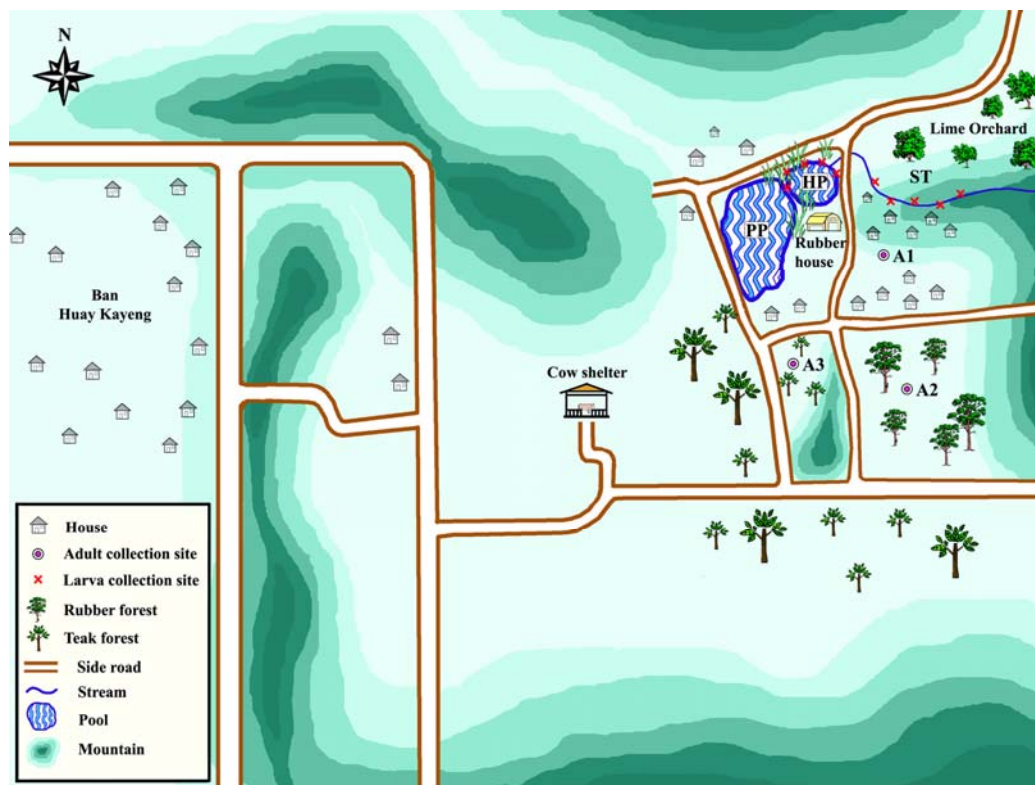 N
Lime Orchard
ST
HP
PP
Rubber
house
A1
Ban
Huay Kayeng
A3
Cow shelter
A2
House
Adult collection site
Larva collection site
Rubber forest
Teak forest
Side road
Stream
Pool
Mountain